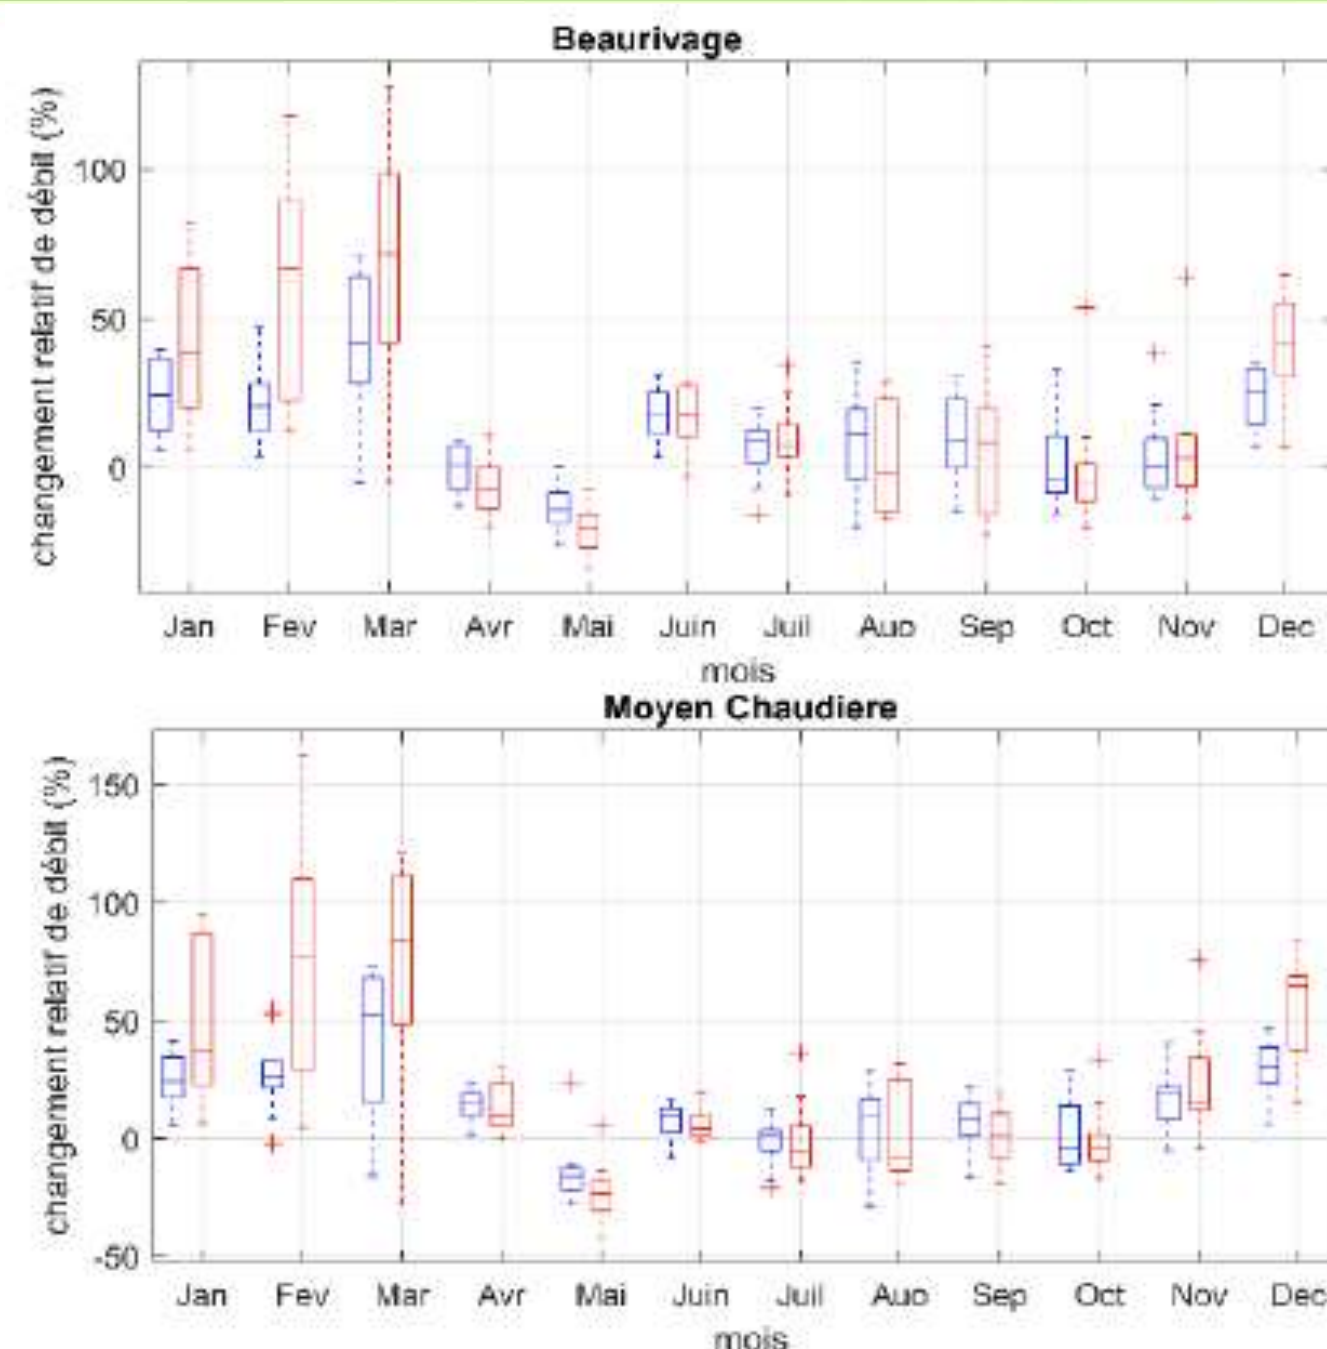 Beaurivage
changement relatif de débit (%)
100
50
0
Jan Fev Mar Avr Mai Juin Juil Auo Sep Oct Nov Dec
mois
Moyen Chaudiere
changement relatif de débit (%)
150
100
50
0
-50
Jan Fev Mar Avr Mai Juin Juil Auo Sep Oct Nov Dec
mois